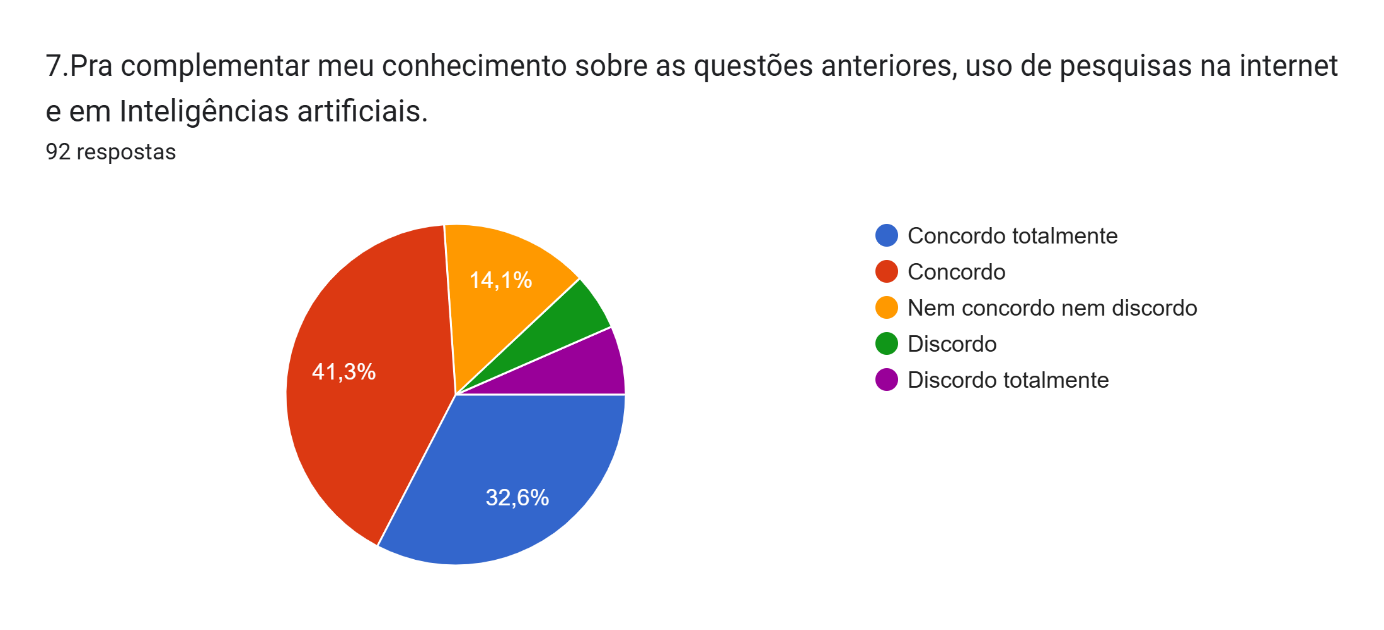 7.Pra complementar meu conhecimento sobre as questões anteriores, uso de pesquisas na internet
e em Inteligências artificiais.
92 respostas
14,1%
41,3%
32,6%
Concordo totalmente
Concordo
Nem concordo nem discordo
Discordo
Discordo totalmente